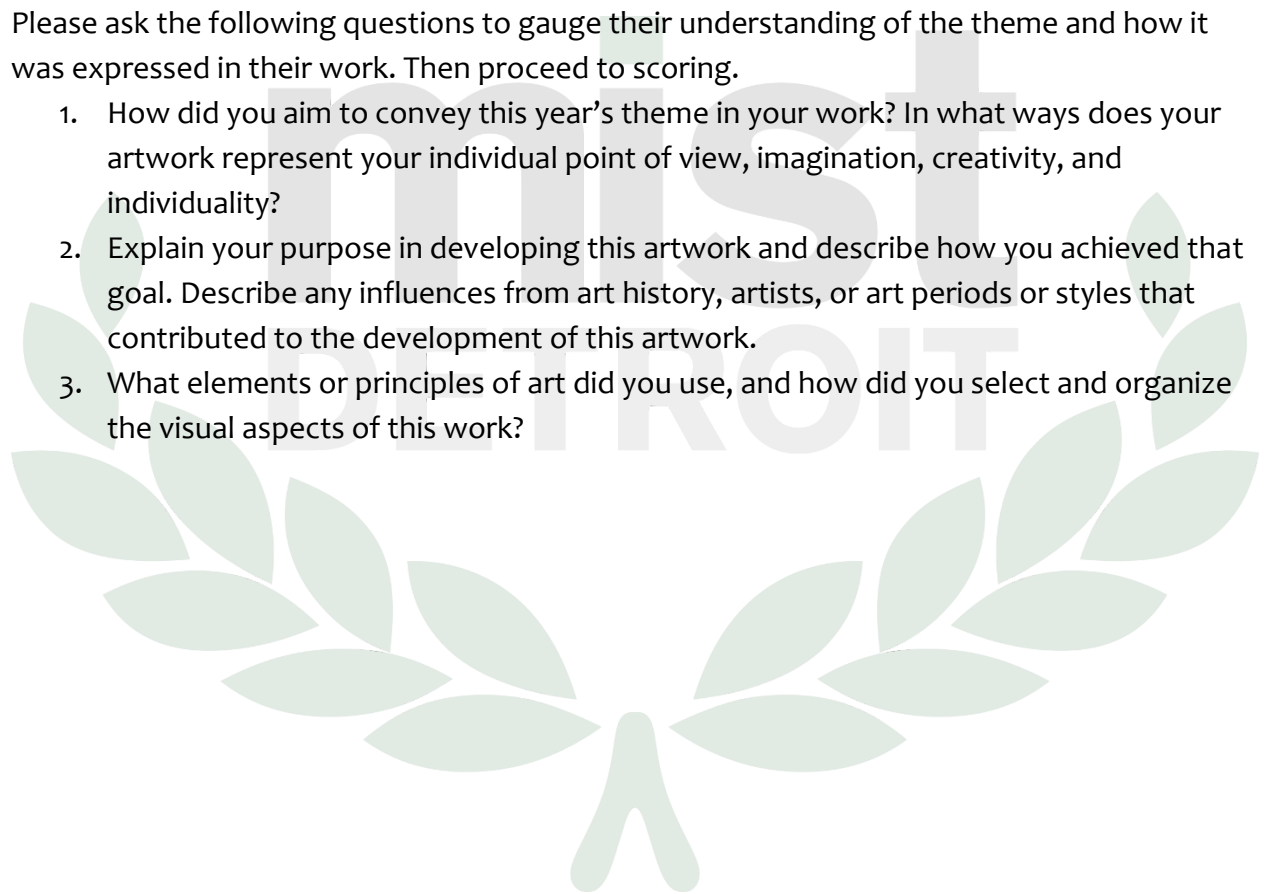 Please ask the following questions to gauge their understanding of the theme and how it
was expressed in their work. Then proceed to scoring.
1. How did you aim to convey this year’s theme in your work? In what ways does your
artwork represent your individual point of view, imagination, creativity, and
individuality?
2. Explain your purpose in developing this artwork and describe how you achieved that
goal. Describe any influences from art history, artists, or art periods or styles that
contributed to the development of this artwork.
3. What elements or principles of art did you use, and how did you select and organize
the visual aspects of this work?
mist
DETROIT